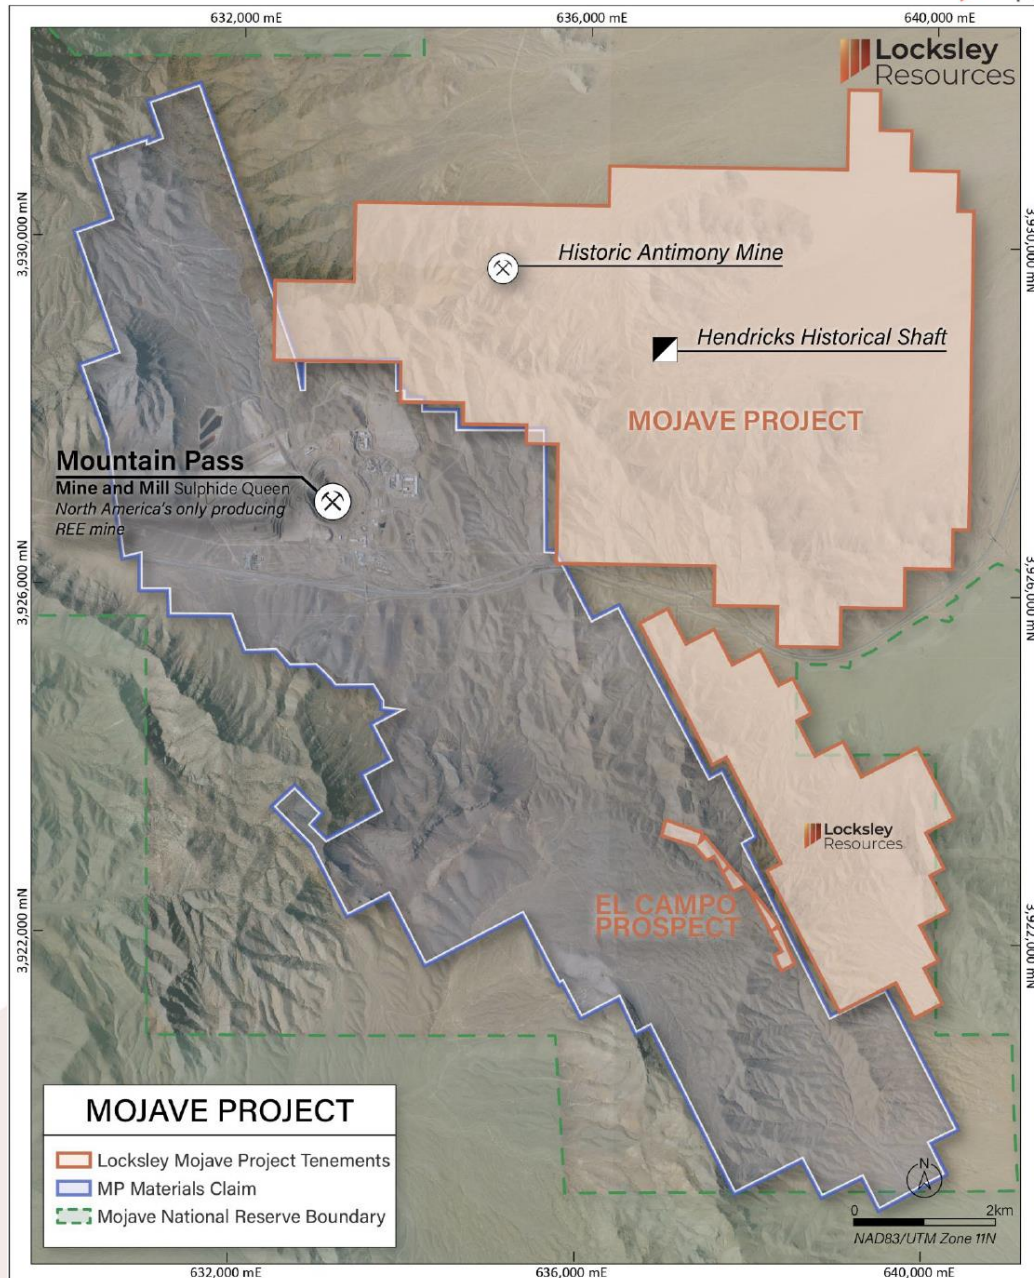 632,000 mE
636,000 mE
640,000 mE
Locksley
Resources
3,930,000 mN
3,930,000 mN
Historic Antimony Mine
Hendricks Historical Shaft
MOJAVE PROJECT
Mountain Pass
Mine and Mill Sulphide Queen
North America's only producing
REE mine
3,926,000 mN
3,926,000 mN
Locksley
Resources
EL CAMPO
PROSPECT
3,922,000 mN
3,922,000 mN
MOJAVE PROJECT
Locksley Mojave Project Tenements
MP Materials Claim
Mojave National Reserve Boundary
N
0 2km
NAD83/UTM Zone 11N
632,000 mE
636,000 mE
640,000 mE